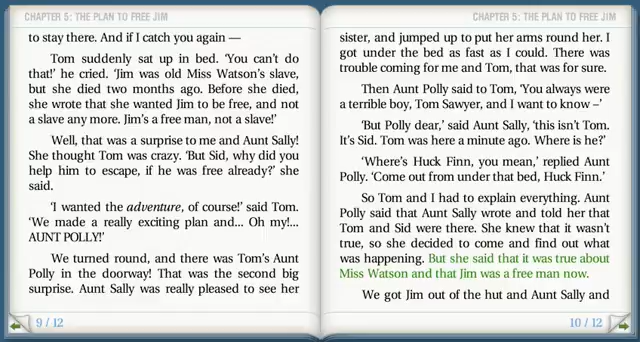 CHAPTER 5: THE PLAN TO FREE JIM
to stay there. And if I catch you again —
Tom suddenly sat up in bed. ‘You can’t do
that!’ he cried. ‘Jim was old Miss Watson’s slave,
but she died two months ago. Before she died,
she wrote that she wanted Jim to be free, and not
a slave any more. Jim’s a free man, not a slave!’
Well, that was a surprise to me and Aunt Sally!
She thought Tom was crazy. ‘But Sid, why did you
help him to escape, if he was free already?’ she
said.
‘I wanted the adventure, of course!’ said Tom.
‘We made a really exciting plan and... Oh my!...
AUNT POLLY!’
We turned round, and there was Tom’s Aunt
Polly in the doorway! That was the second big
surprise. Aunt Sally was really pleased to see her
9 / 12
CHAPTER 5: THE PLAN TO FREE JIM
sister, and jumped up to put her arms round her. I
got under the bed as fast as I could. There was
trouble coming for me and Tom, that was for sure.
Then Aunt Polly said to Tom, ‘You always were
a terrible boy, Tom Sawyer, and I want to know –’
‘But Polly dear,’ said Aunt Sally, ‘this isn’t Tom.
It’s Sid. Tom was here a minute ago. Where is he?’
‘Where’s Huck Finn, you mean,’ replied Aunt
Polly. ‘Come out from under that bed, Huck Finn.’
So Tom and I had to explain everything. Aunt
Polly said that Aunt Sally wrote and told her that
Tom and Sid were there. She knew that it wasn’t
true, so she decided to come and find out what
was happening. But she said that it was true about
Miss Watson and that Jim was a free man now.
We got Jim out of the hut and Aunt Sally and
10 / 12